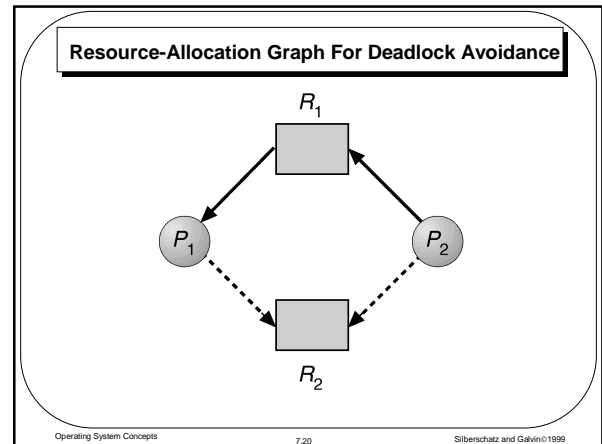 Resource-Allocation Graph For Deadlock Avoidance
R1
P1
P2
R2
Operating System Concepts
7.20
Silberschatz and Galvin©1999